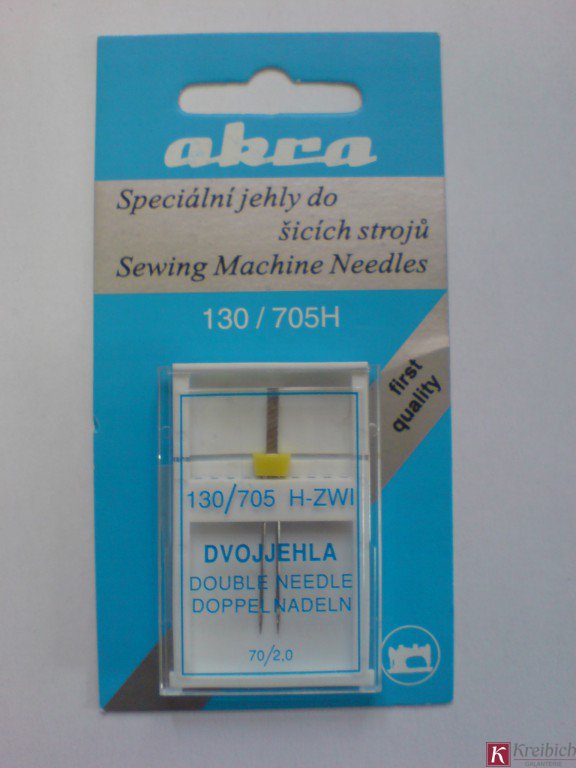 akra
Speciální jehly do
šicích strojů
Sewing Machine Needles
130 / 705H
first
quality
130/705 H-ZWI
DVOJJEHLA
DOUBLE NEEDLE
DOPPELNADELN
70/2,0
K Kreibich
GALANTERIE